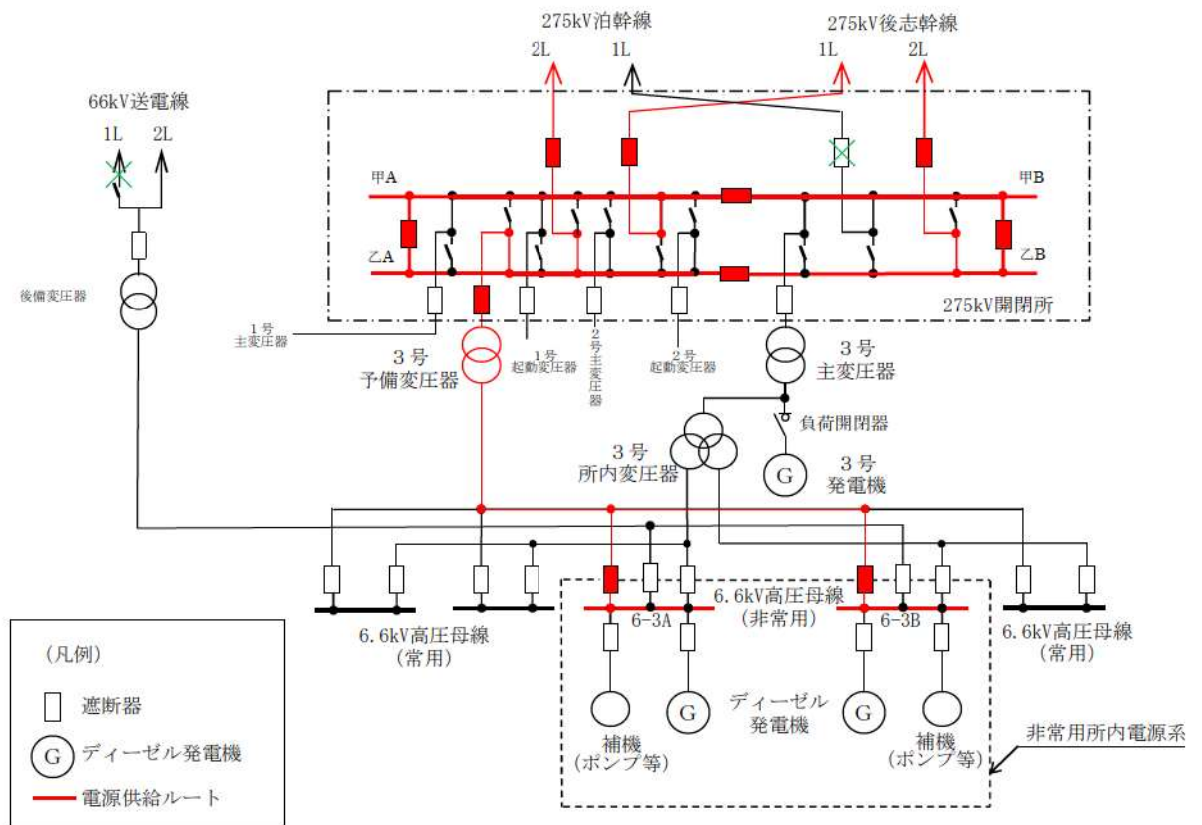 275kV泊幹線
275kV後志幹線
2L
1L
1L
2L
66kV送電線
1L
2L
甲A
甲B
乙A
乙B
275kV開閉所
後備変圧器
1号
主変圧器
3号
予備変圧器
1号
起動変圧器
2号主変圧器
2号
起動変圧器
3号
主変圧器
負荷開閉器
3号
所内変圧器
G
3号
発電機
6.6kV高圧母線
(常用)
6-3A
6.6kV高圧母線
(非常用)
6-3B
6.6kV高圧母線
(常用)
G
ディーゼル
発電機
G
補機
(ポンプ等)
補機
(ポンプ等)
非常用所内電源系
(凡例)
遮断器
G
ディーゼル発電機
電源供給ルート